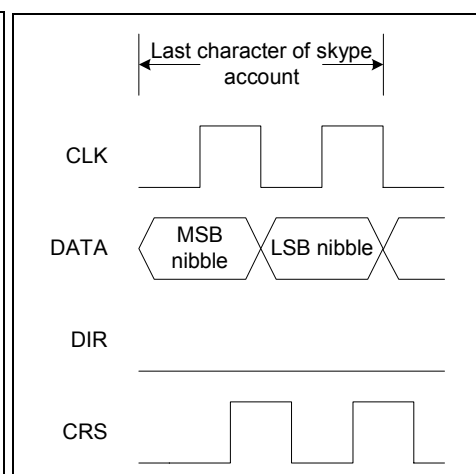 Last character of skype
account
CLK
DATA
MSB
nibble
LSB nibble
DIR
CRS